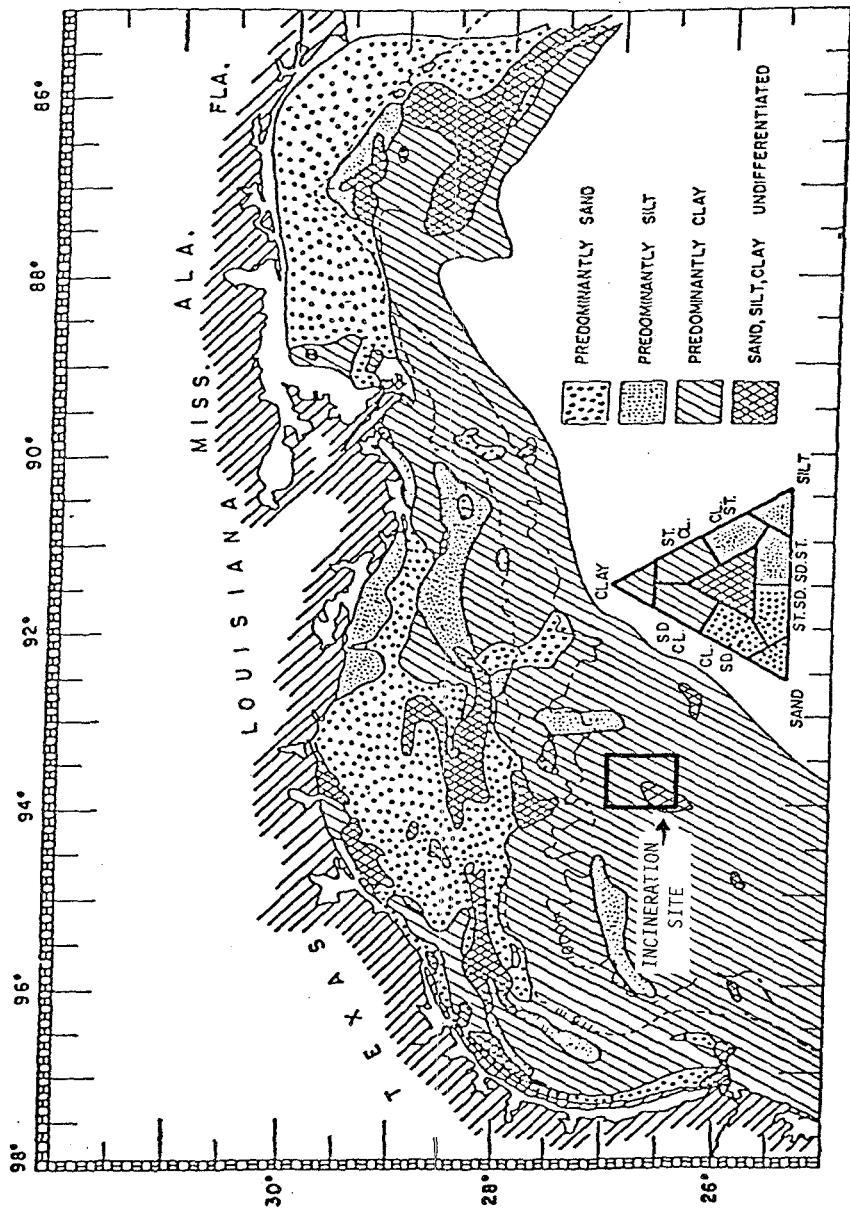 98°
96°
94°
92°
90°
88°
86°
30°
28°
26°
TEXAS
LOUISIANA
MISS.
ALA.
FLA.
INCINERATION
SITE
PREDOMINANTLY SAND
PREDOMINANTLY SILT
PREDOMINANTLY CLAY
SAND, SILT, CLAY UNDIFFERENTIATED
CLAY
SD
CL.
ST.
CL.
CL.
SD
CL.
ST.
SAND
ST. SD. SD. ST.
SILT